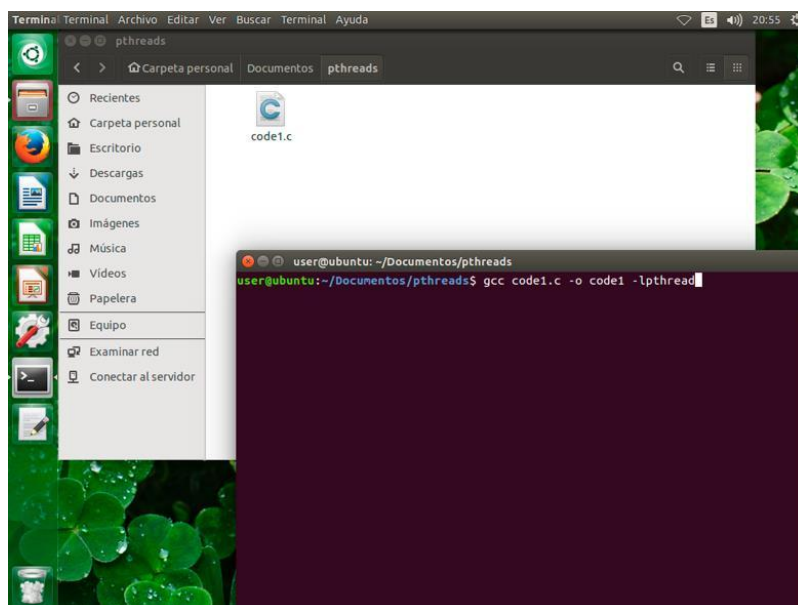 Terminal Terminal Archivo Editar Ver Buscar Terminal Ayuda Es 20:55
pthreads
Carpeta personal Documentos pthreads
Recientes
Carpeta personal
Escritorio
Descargas
Documentos
Imágenes
Música
Vídeos
Papelera
Equipo
Examinar red
Conectar al servidor
code1.c
user@ubuntu: ~/Documentos/pthreads
user@ubuntu:~/Documentos/pthreads$ gcc code1.c -o code1 -lpthread